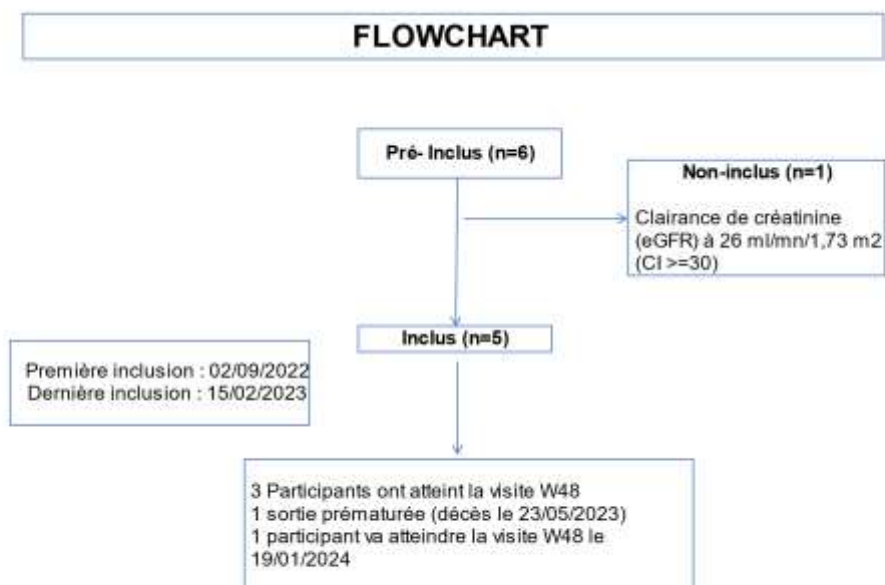 FLOWCHART
Pré- Inclus (n=6)
Non-inclus (n=1)
Clairance de créatinine
(eGFR) à 26 ml/mn/1,73 m2
(CI >=30)
Inclus (n=5)
Première inclusion : 02/09/2022
Dernière inclusion : 15/02/2023
3 Participants ont atteint la visite W48
1 sortie prématurée (décès le 23/05/2023)
1 participant va atteindre la visite W48 le
19/01/2024